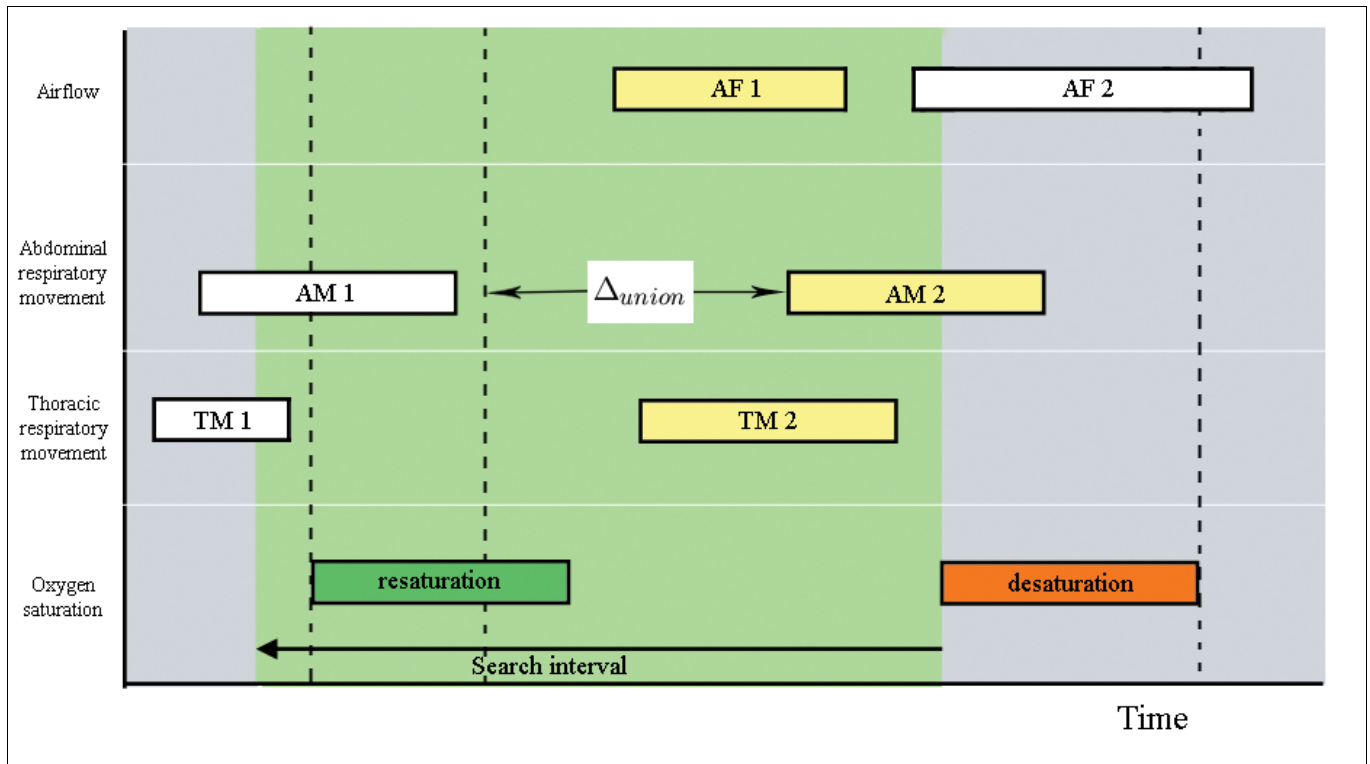 Airflow
AF 1
AF 2
Abdominal
respiratory
movement
AM 1
Δunion
AM 2
Thoracic
respiratory
movement
TM 1
TM 2
Oxygen
saturation
resaturation
desaturation
Search interval
Time